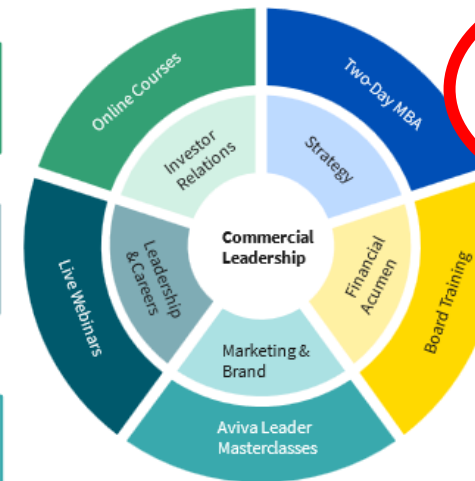 Online Courses
Two-Day MBA
Investor
Relations
Strategy
Commercial
Leadership
Leadership
& Careers
Financial
Acumen
Live Webinars
Board Training
Marketing &
Brand
Aviva Leader
Masterclasses